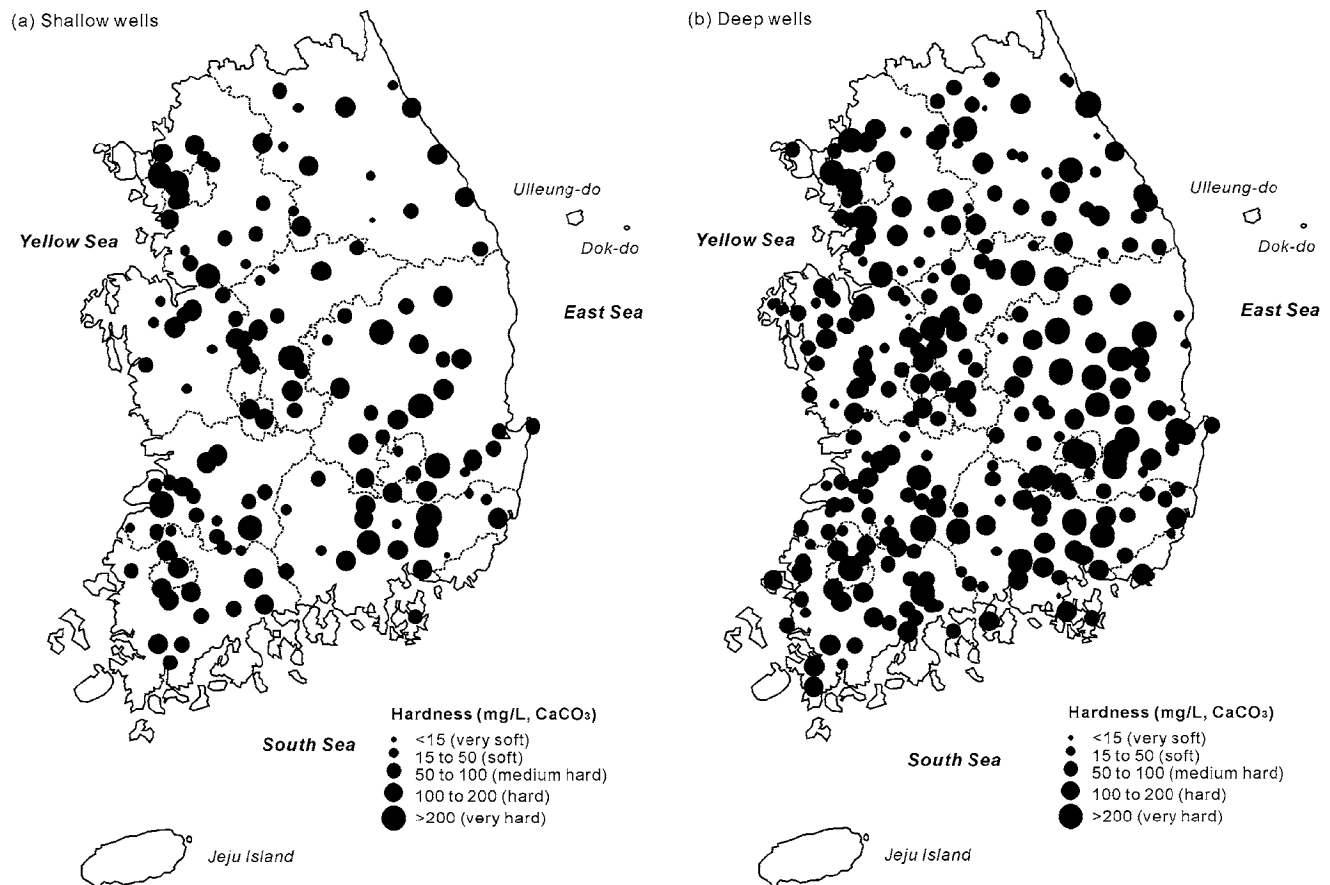 (a) Shallow wells
Ulleung-do
Yellow Sea
Dok-do
East Sea
South Sea
Hardness (mg/L, CaCO₃)
<15 (very soft)
15 to 50 (soft)
50 to 100 (medium hard)
100 to 200 (hard)
>200 (very hard)
Jeju Island
(b) Deep wells
Ulleung-do
Yellow Sea
Dok-do
East Sea
South Sea
Hardness (mg/L, CaCO₃)
<15 (very soft)
15 to 50 (soft)
50 to 100 (medium hard)
100 to 200 (hard)
>200 (very hard)
Jeju Island